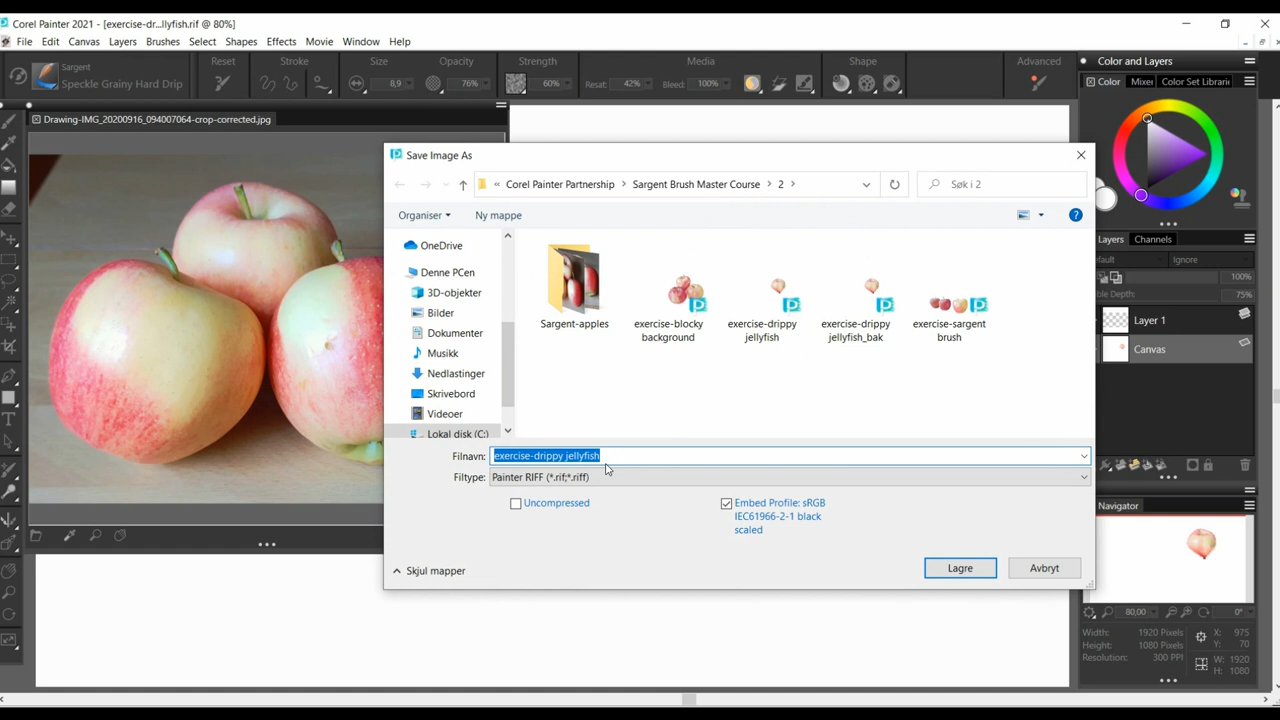 Corel Painter 2021 - [exercise-dr...llyfish.rif @ 80%]
File Edit Canvas Layers Brushes Select Shapes Effects Movie Window Help
Sargent
Speckle Grainy Hard Drip
Reset Stroke Size Opacity Strength Media Shape Advanced
8,9 76% 60% Resat: 42% Bleed: 100%
Drawing-IMG_20200916_094007064-crop-corrected.jpg
Save Image As
« Corel Painter Partnership > Sargent Brush Master Course > 2 >
Søk i 2
Organiser
Ny mappe
OneDrive
Denne PCen
3D-objekter
Bilder
Dokumenter
Musikk
Nedlastinger
Skrivebord
Videoer
Lokal disk (C:)
Sargent-apples
exercise-blocky
background
exercise-drippy
jellyfish
exercise-drippy
jellyfish_bak
exercise-sargent
brush
Filnavn: exercise-drippy jellyfish
Filtype: Painter RIFF (*.rif;*.riff)
Uncompressed
Embed Profile: sRGB
IEC61966-2-1 black
scaled
Skjul mapper
Lagre
Avbryt
Color and Layers
Color
Color Set Librarie
Layers Channels
Ignore
100%
75%
Layer 1
Canvas
Navigator
80,00
0°
Width: 1920 Pixels
Height: 1080 Pixels
Resolution: 300 PPI
X: 975
Y: 70
W: 1920
H: 1080